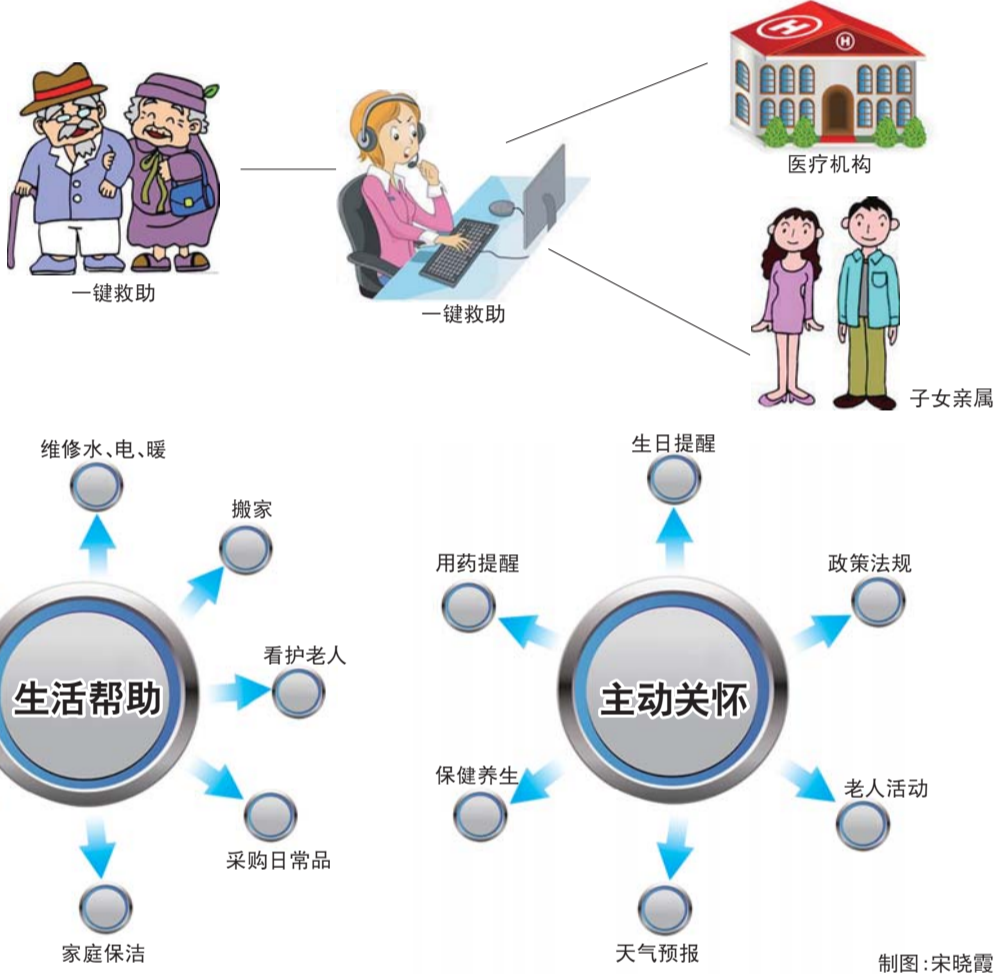 医疗机构
一键救助
一键救助
子女亲属
维修水、电、暖
搬家
看护老人
生活帮助
采购日常品
家庭保洁
生日提醒
用药提醒
政策法规
主动关怀
保健养生
老人活动
天气预报
制图:宋晓霞